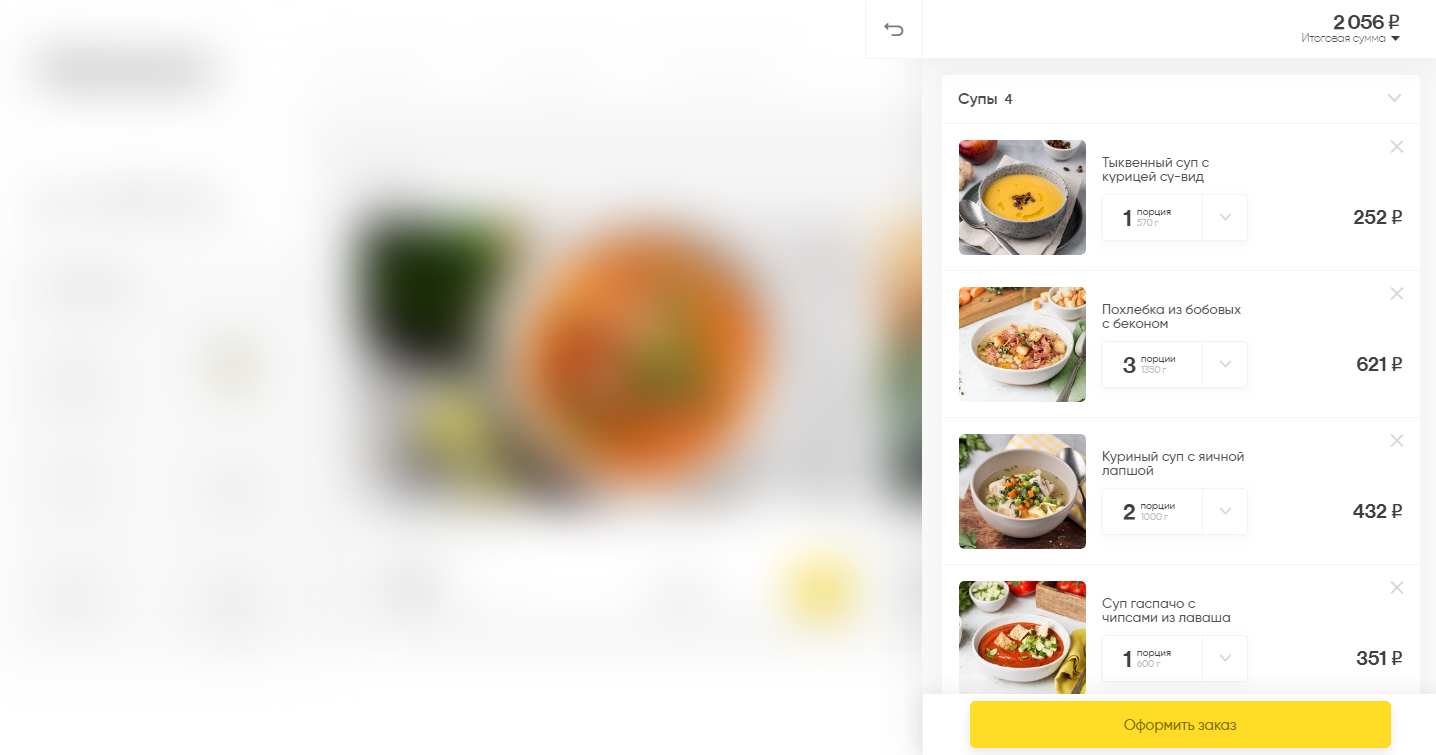 2 056 ₽
Итоговая сумма
Супы 4
Тыквенный суп с
курицей су-вид
1 порция
570 г
252 ₽
Похлебка из бобовых
с беконом
3 порции
1350 г
621 ₽
Куриный суп с яичной
лапшой
2 порции
1000 г
432 ₽
Суп гаспачо с
чипсами из лаваша
1 порция
600 г
351 ₽
Оформить заказ